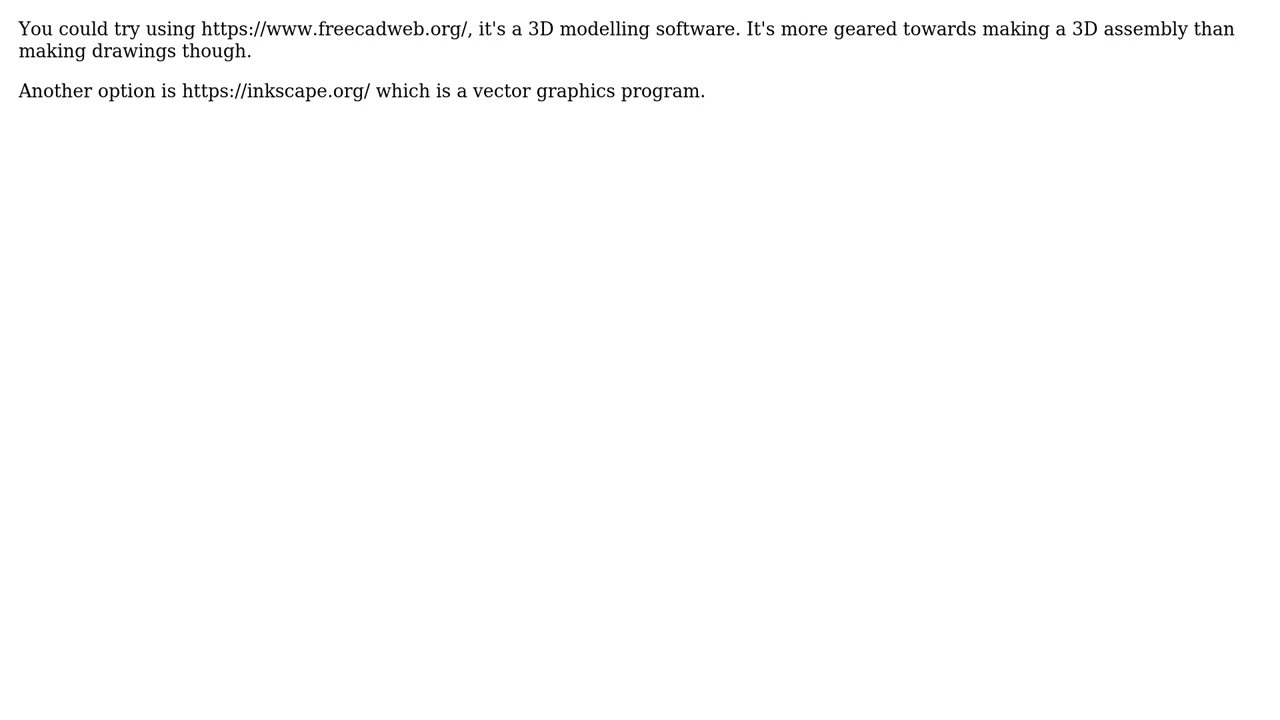 You could try using https://www.freecadweb.org/, it's a 3D modelling software. It's more geared towards making a 3D assembly than
making drawings though.
Another option is https://inkscape.org/ which is a vector graphics program.